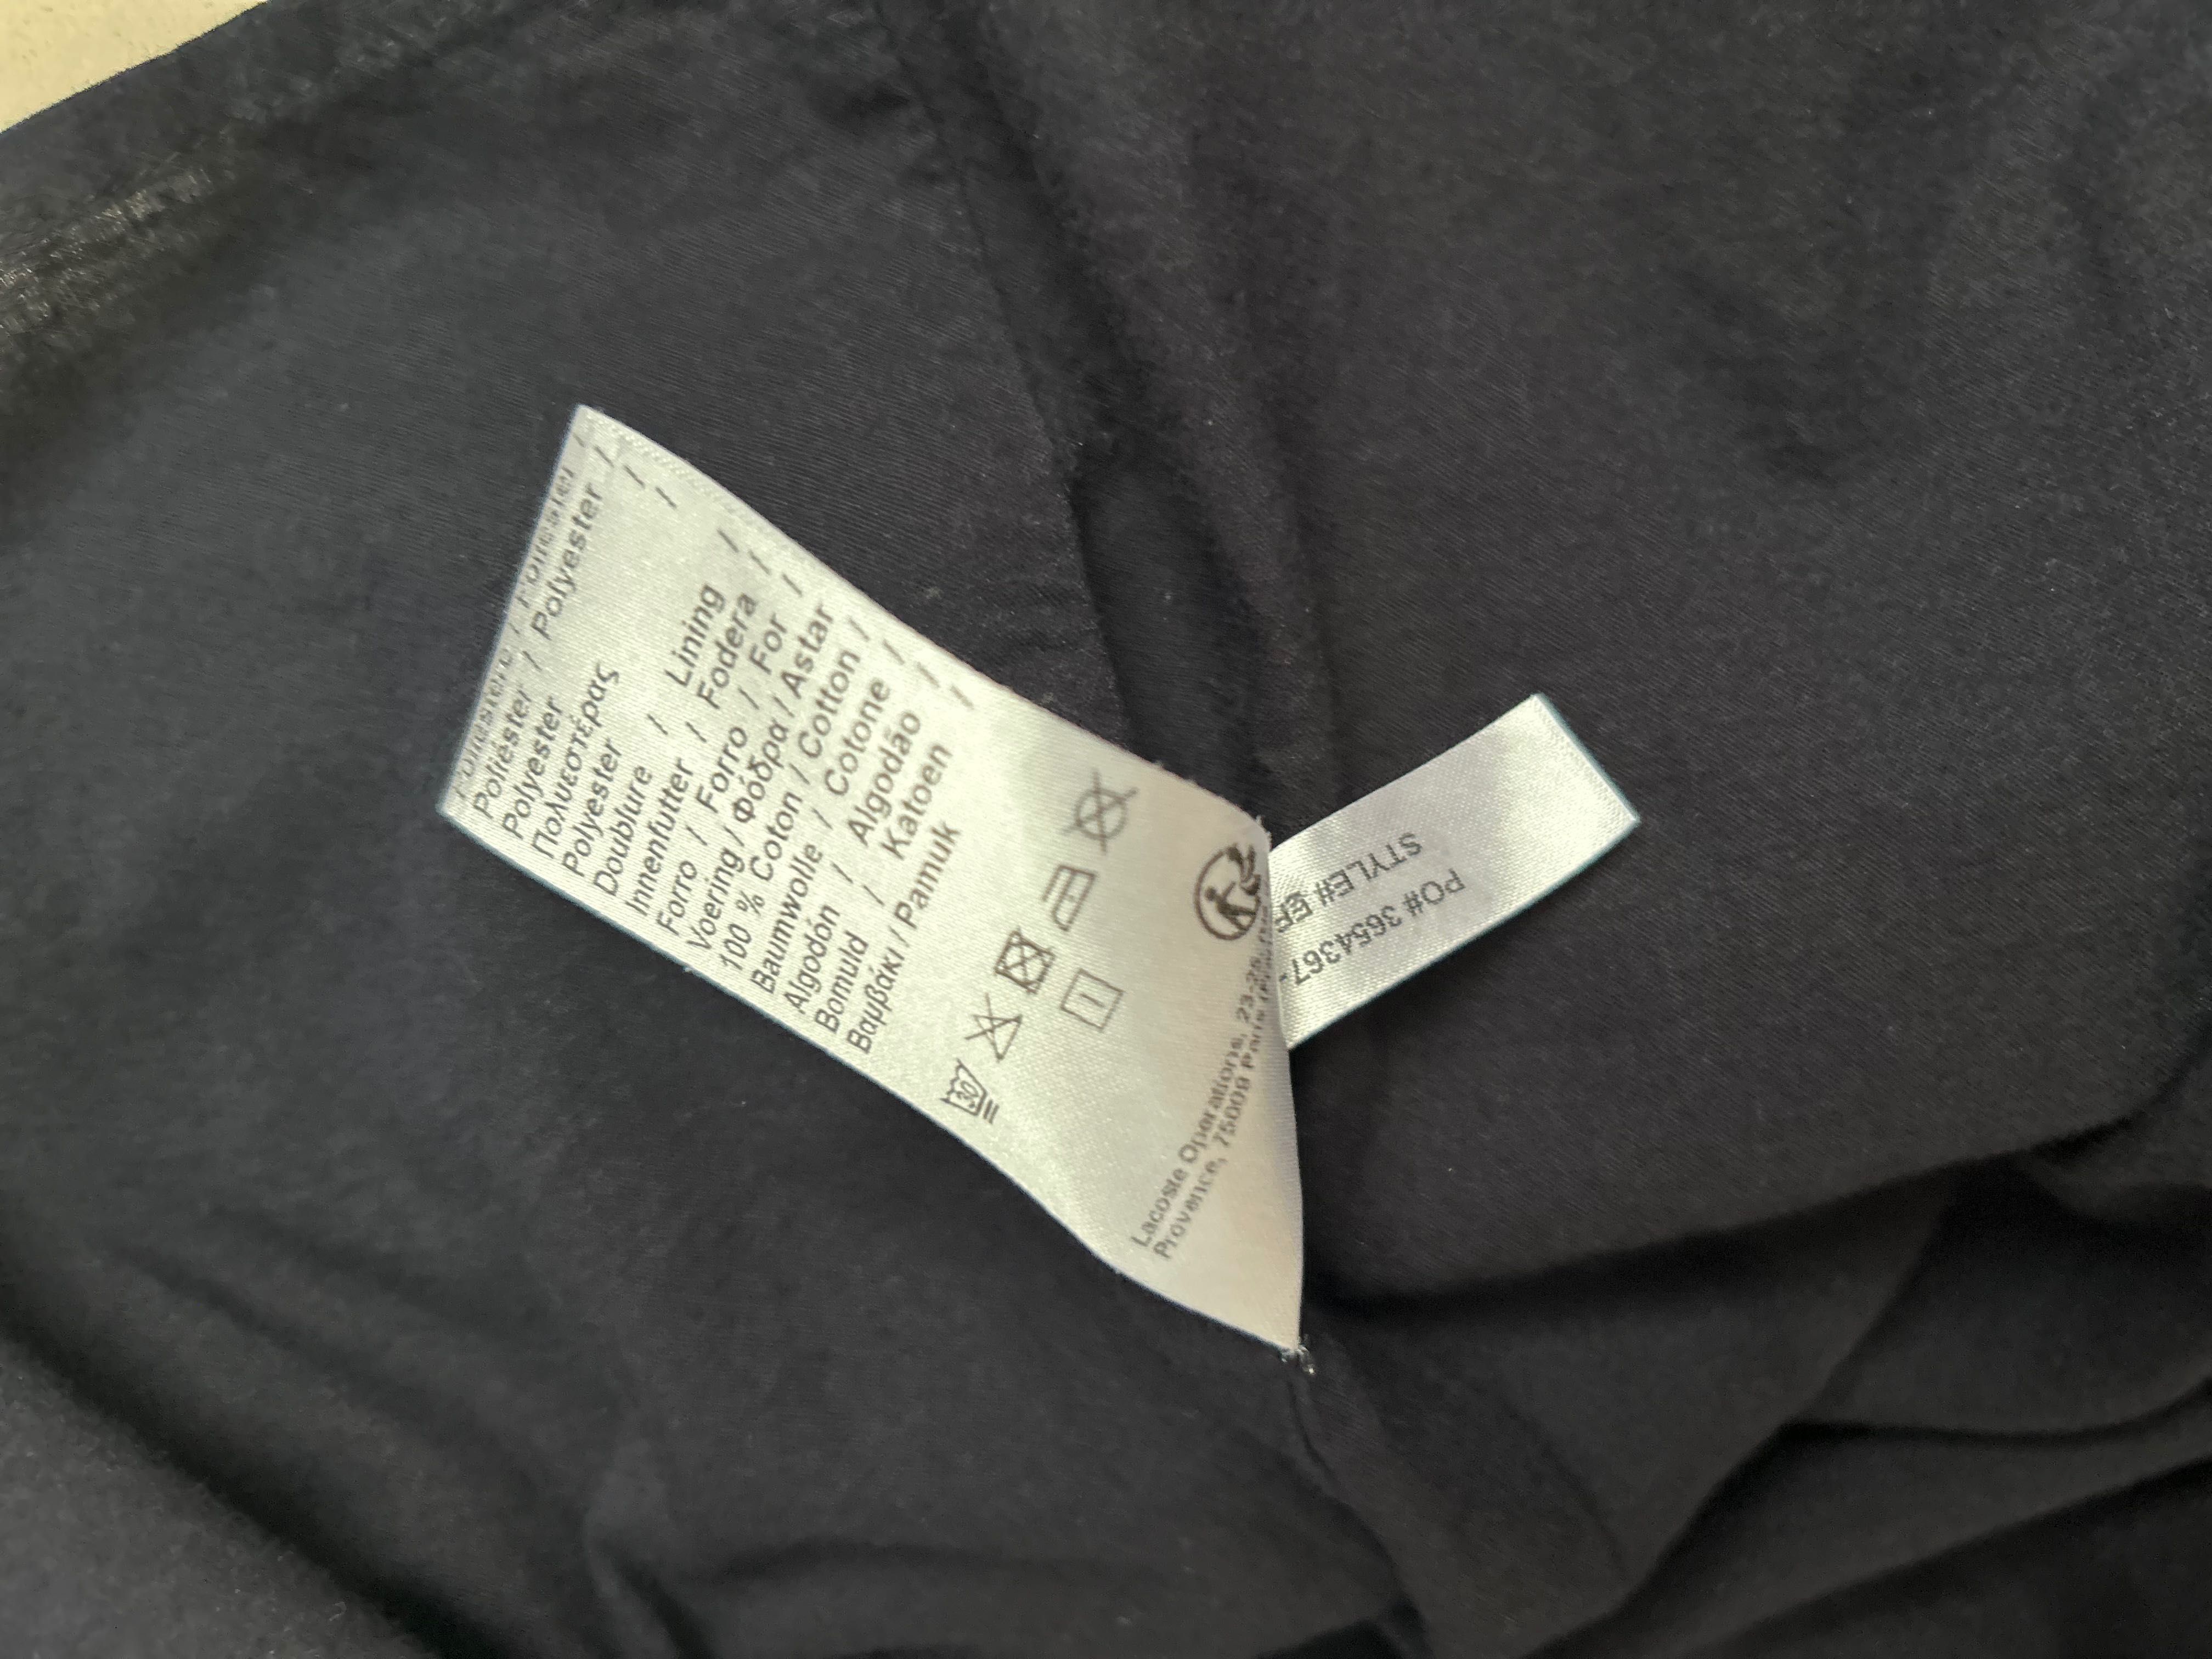 Poliéster / Polyester /
Polyester
Πολυεστέρας
Polyester
Doublure / Lining /
Innenfutter / Fodera /
Forro / Forro / For /
Voering / Φόδρα / Astar
100 % Coton / Cotton /
Baumwolle / Cotone /
Algodón / Algodão /
Bomuld / Katoen /
Βαμβάκι / Pamuk
30
Lacoste Operations, 23-25,
Provence, 75009 Paris
STYLE#
PO# 3654367-